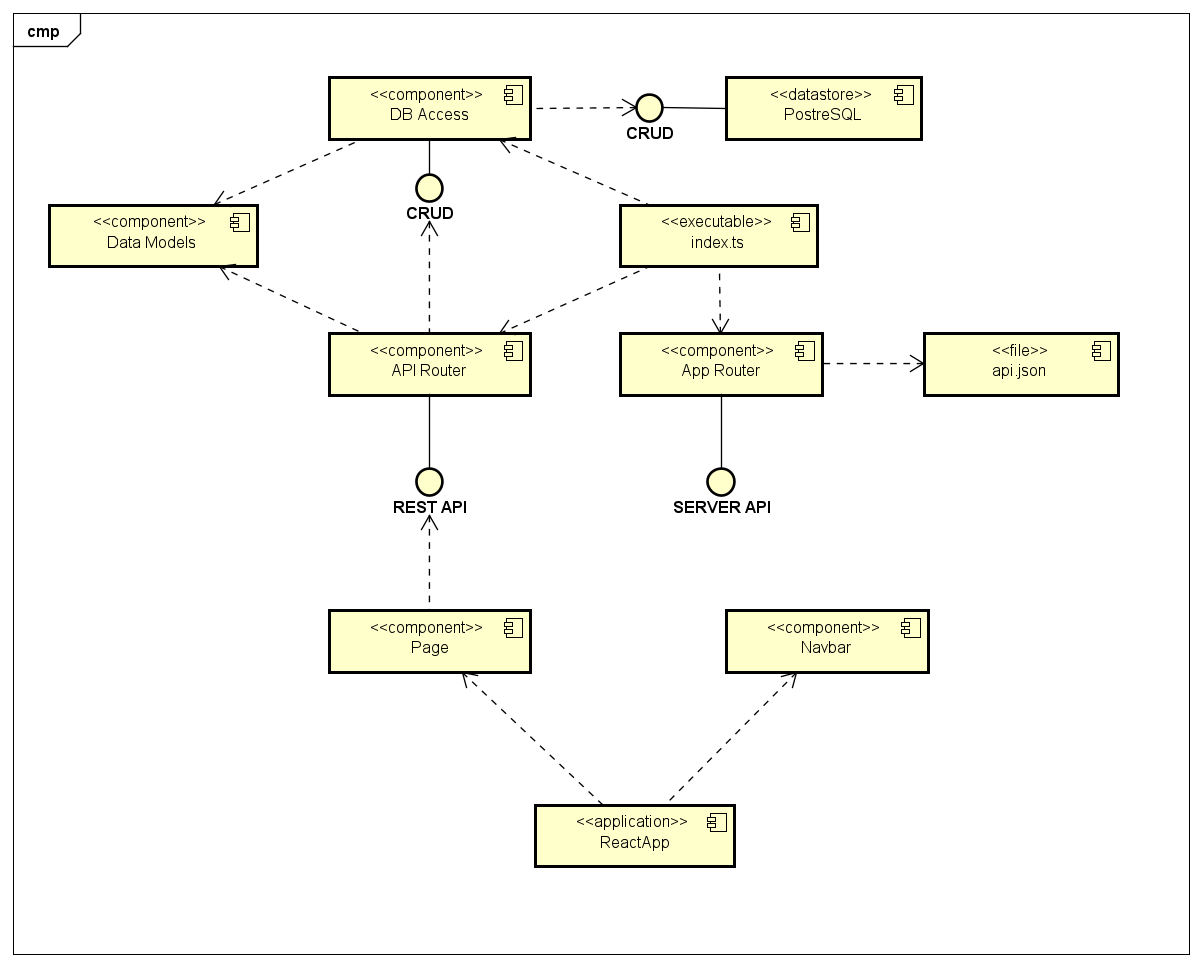 cmp
<<component>>
DB Access
<<datastore>>
PostreSQL
CRUD
<<component>>
Data Models
CRUD
<<executable>>
index.ts
<<component>>
API Router
<<component>>
App Router
<<file>>
api.json
REST API
SERVER API
<<component>>
Page
<<component>>
Navbar
<<application>>
ReactApp